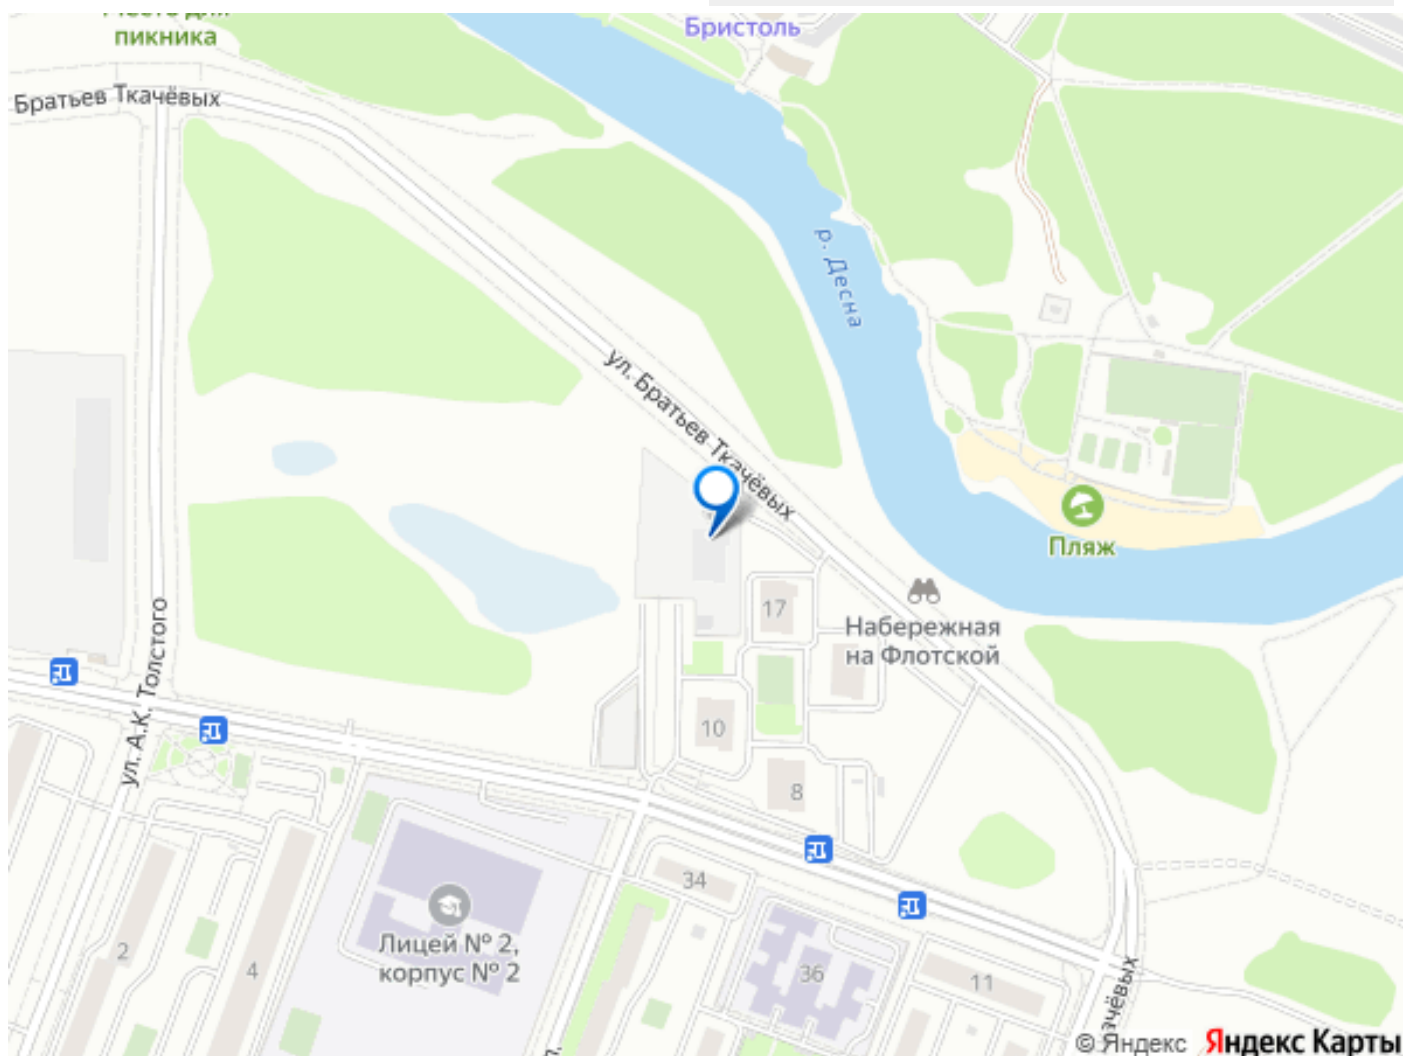 пикника
Бристоль
Братьев Ткачёвых
р. Десна
ул. Братьев Ткачёвых
Пляж
17
Набережная
на Флотской
ул. А.К. Толстого
10
8
34
Лицей № 2,
корпус № 2
2
4
36
11
ачёвых
© Яндекс Яндекс Карты